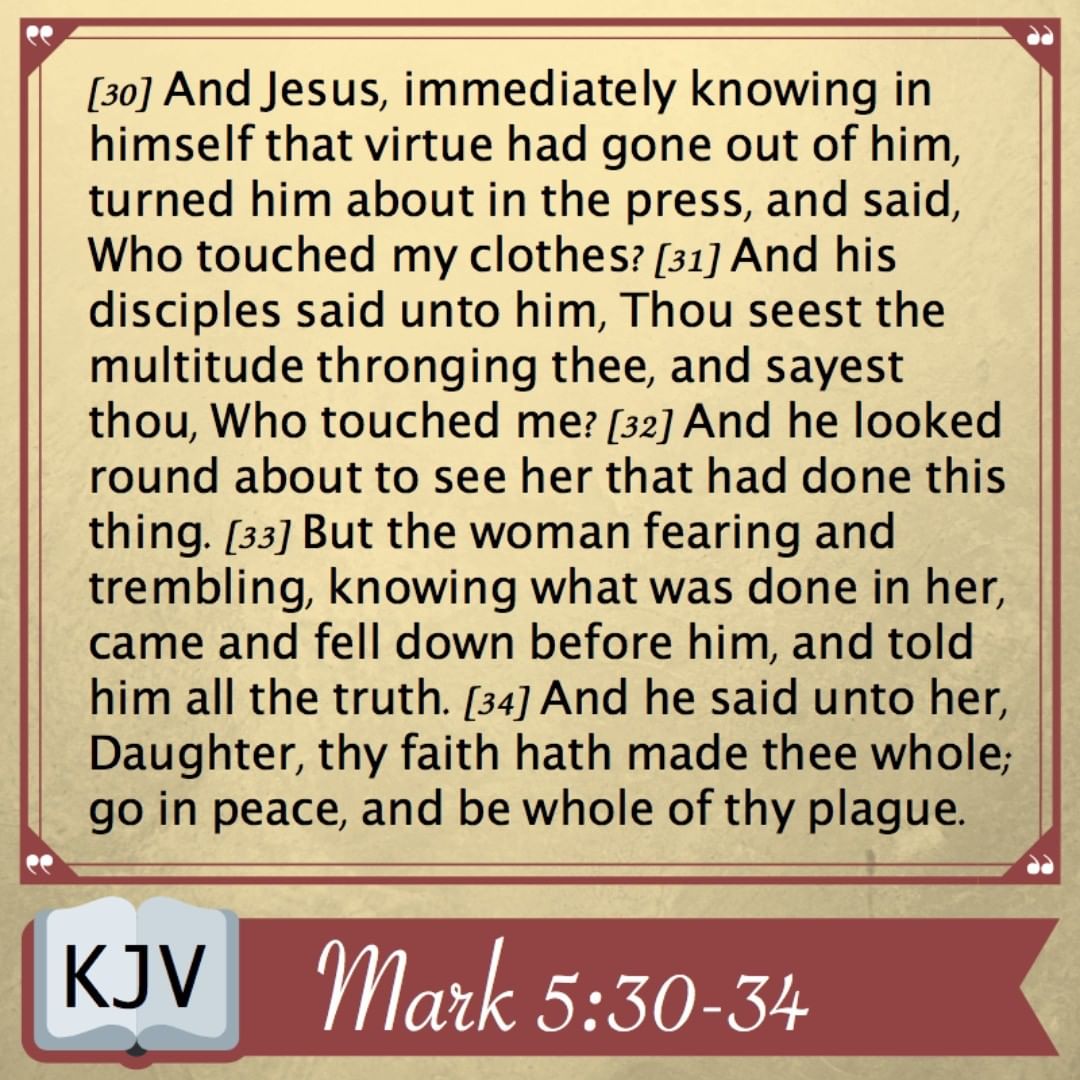 [30] And Jesus, immediately knowing in
himself that virtue had gone out of him,
turned him about in the press, and said,
Who touched my clothes? [31] And his
disciples said unto him, Thou seest the
multitude thronging thee, and sayest
thou, Who touched me? [32] And he looked
round about to see her that had done this
thing. [33] But the woman fearing and
trembling, knowing what was done in her,
came and fell down before him, and told
him all the truth. [34] And he said unto her,
Daughter, thy faith hath made thee whole;
go in peace, and be whole of thy plague.
KJV
Mark 5:30-34